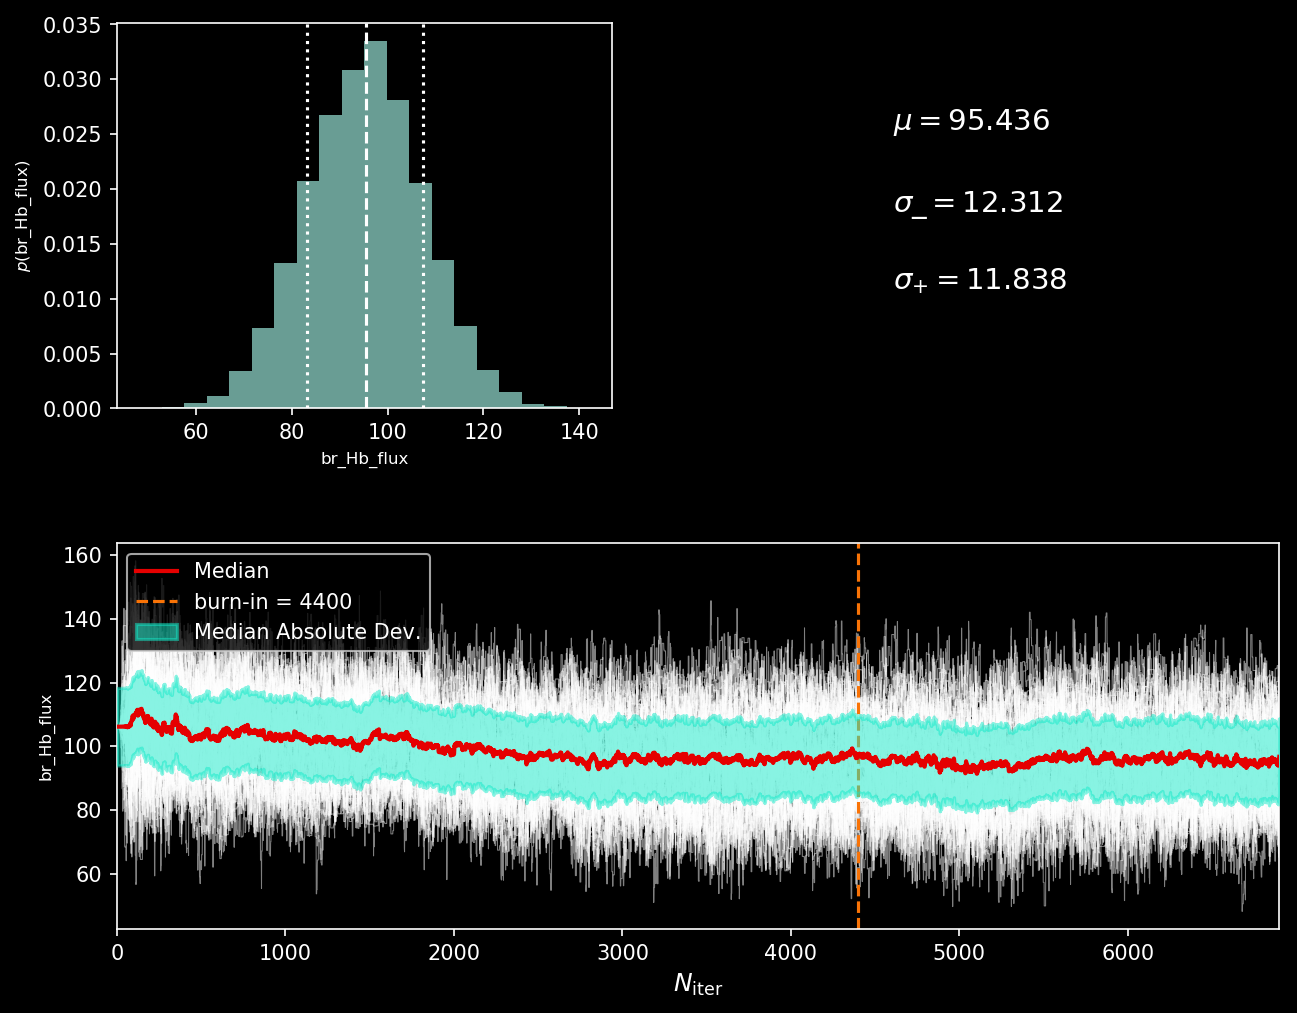 0.035
0.030
0.025
0.020
0.015
0.010
0.005
0.000
p(br_Hb_flux)
60 80 100 120 140
br_Hb_flux
μ = 95.436
σ₋ = 12.312
σ₊ = 11.838
160
140
120
100
80
60
br_Hb_flux
Median
burn-in = 4400
Median Absolute Dev.
0 1000 2000 3000 4000 5000 6000
N_iter